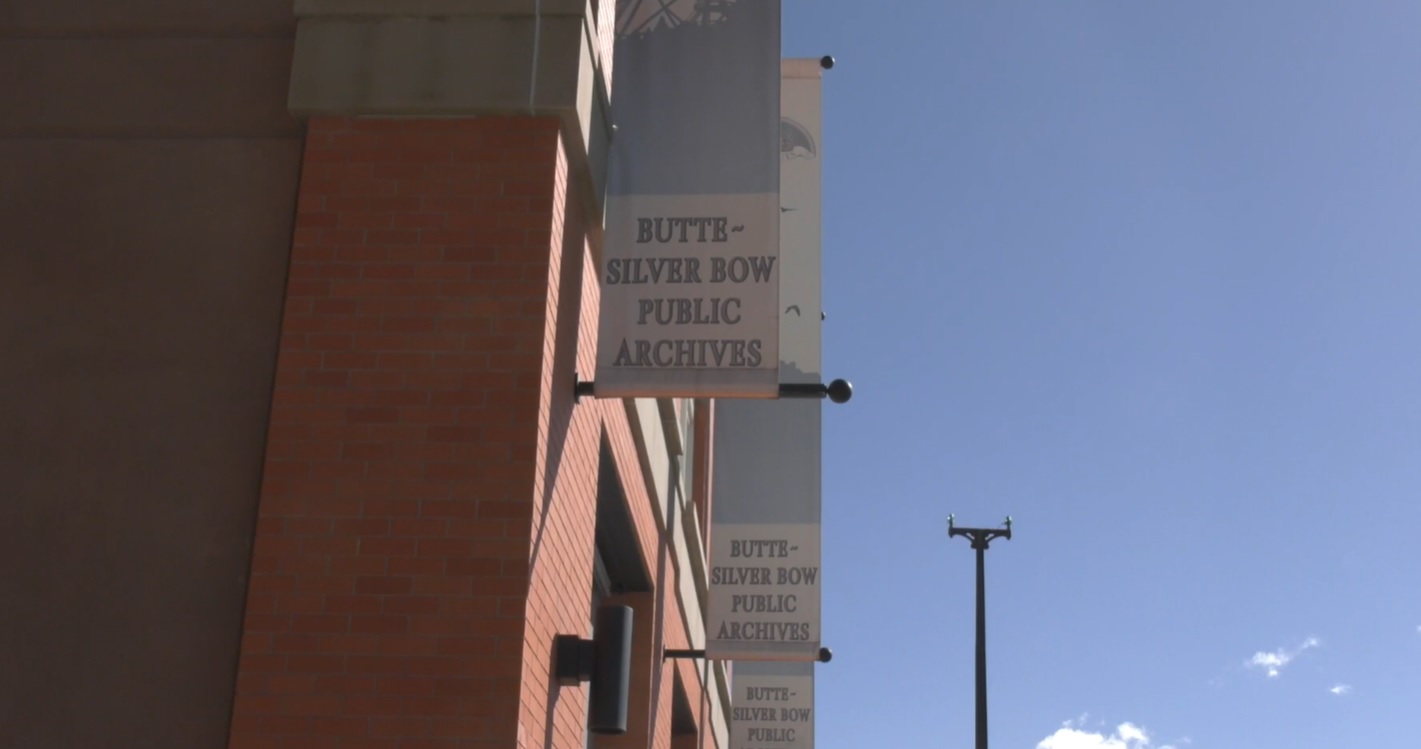 BUTTE~
SILVER BOW
PUBLIC
ARCHIVES
BUTTE~
SILVER BOW
PUBLIC
ARCHIVES
BUTTE~
SILVER BOW
PUBLIC